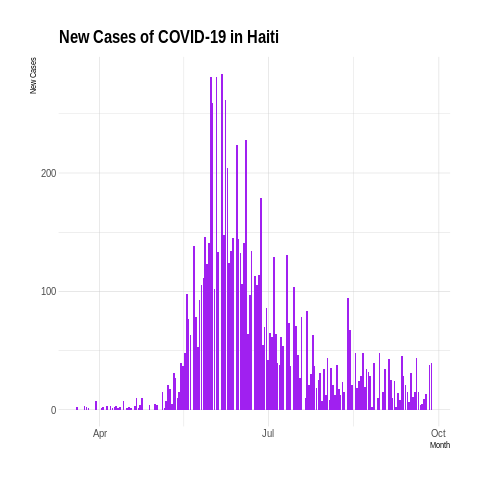 New Cases of COVID-19 in Haiti
New Cases
200
100
0
Apr Jul Oct
Month